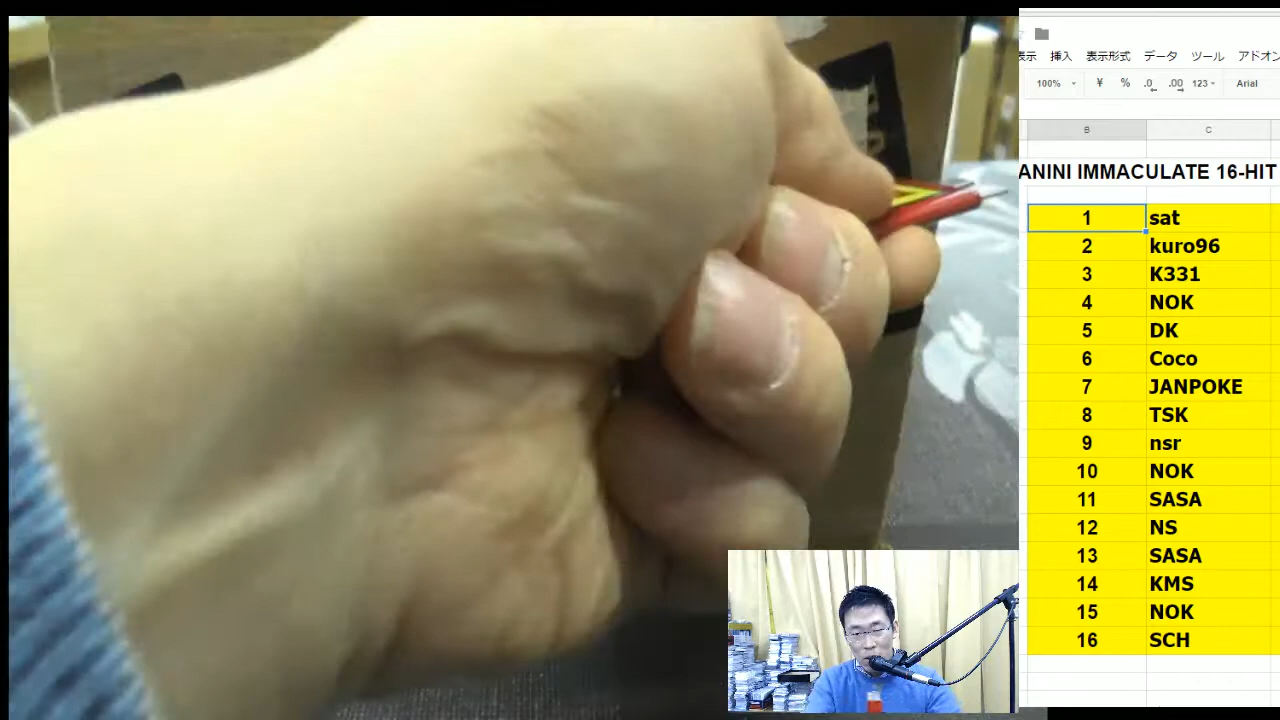 表示 挿入 表示形式 データ ツール アドオン
100% ¥ % .0 .00 123 Arial
B C
ANINI IMMACULATE 16-HIT
1 sat
2 kuro96
3 K331
4 NOK
5 DK
6 Coco
7 JANPOKE
8 TSK
9 nsr
10 NOK
11 SASA
12 NS
13 SASA
14 KMS
15 NOK
16 SCH